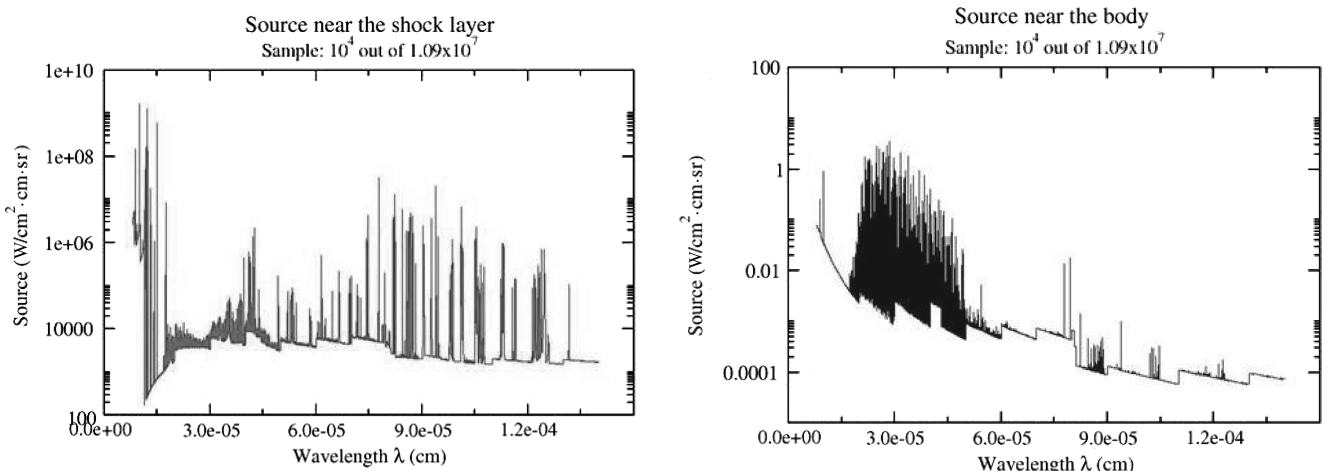 Source near the shock layer
Sample: 10^4 out of 1.09x10^7
1e+10
1e+08
1e+06
10000
100
Source (W/cm^2·cm·sr)
0.0e+00
3.0e-05
6.0e-05
9.0e-05
1.2e-04
Wavelength λ (cm)
Source near the body
Sample: 10^4 out of 1.09x10^7
100
1
0.01
0.0001
Source (W/cm^2·cm·sr)
0.0e+00
3.0e-05
6.0e-05
9.0e-05
1.2e-04
Wavelength λ (cm)